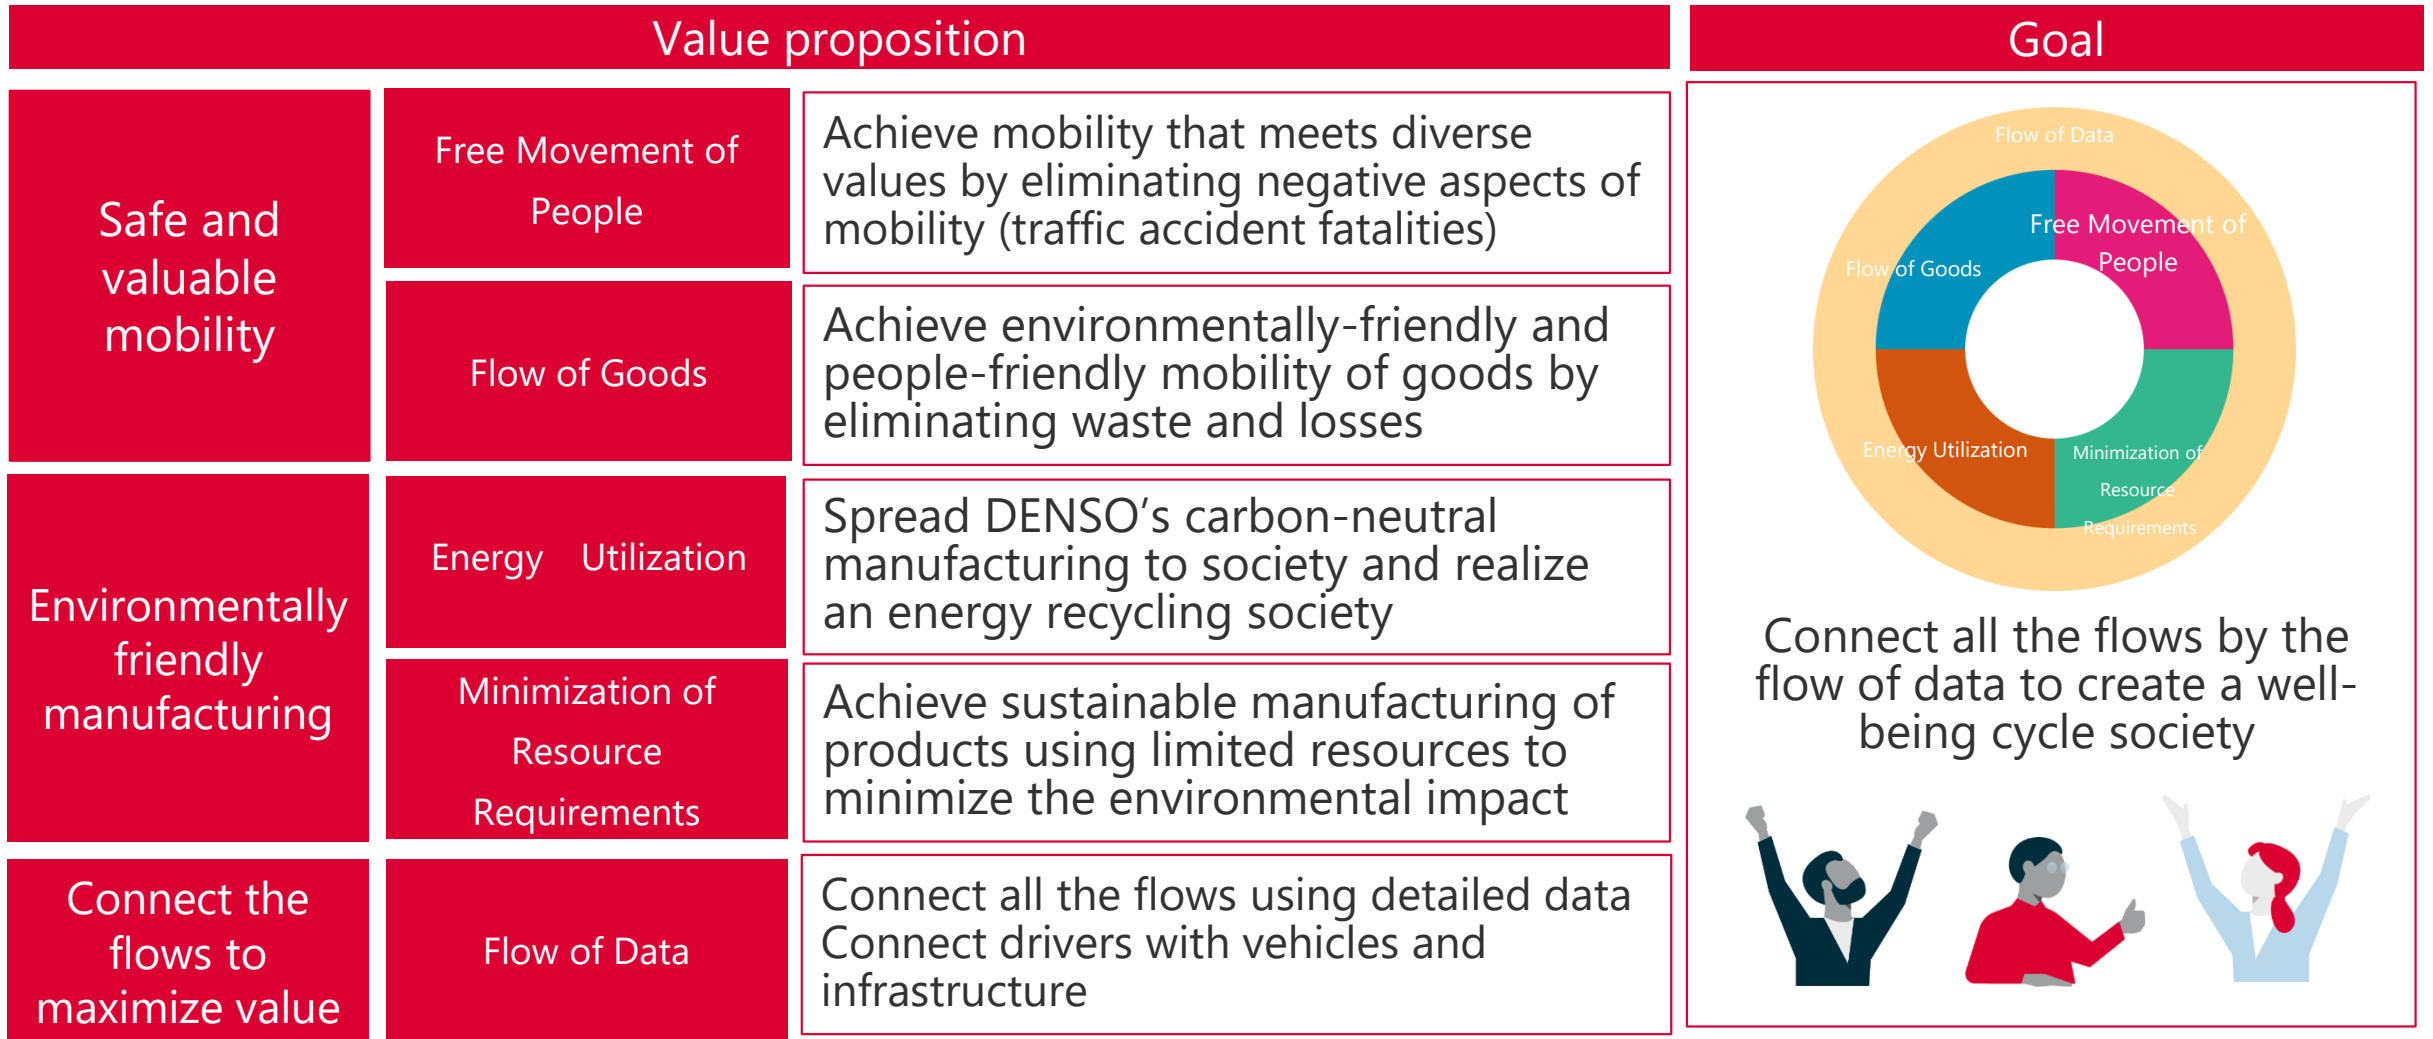 Value proposition
Goal
Safe and
valuable
mobility
Free Movement of
People
Achieve mobility that meets diverse
values by eliminating negative aspects of
mobility (traffic accident fatalities)
Flow of Goods
Achieve environmentally-friendly and
people-friendly mobility of goods by
eliminating waste and losses
Environmentally
friendly
manufacturing
Energy Utilization
Spread DENSO’s carbon-neutral
manufacturing to society and realize
an energy recycling society
Minimization of
Resource
Requirements
Achieve sustainable manufacturing of
products using limited resources to
minimize the environmental impact
Connect the
flows to
maximize value
Flow of Data
Connect all the flows using detailed data
Connect drivers with vehicles and
infrastructure
Flow of Data
Free Movement of
People
Flow of Goods
Energy Utilization
Minimization of
Resource
Requirements
Connect all the flows by the
flow of data to create a well-
being cycle society